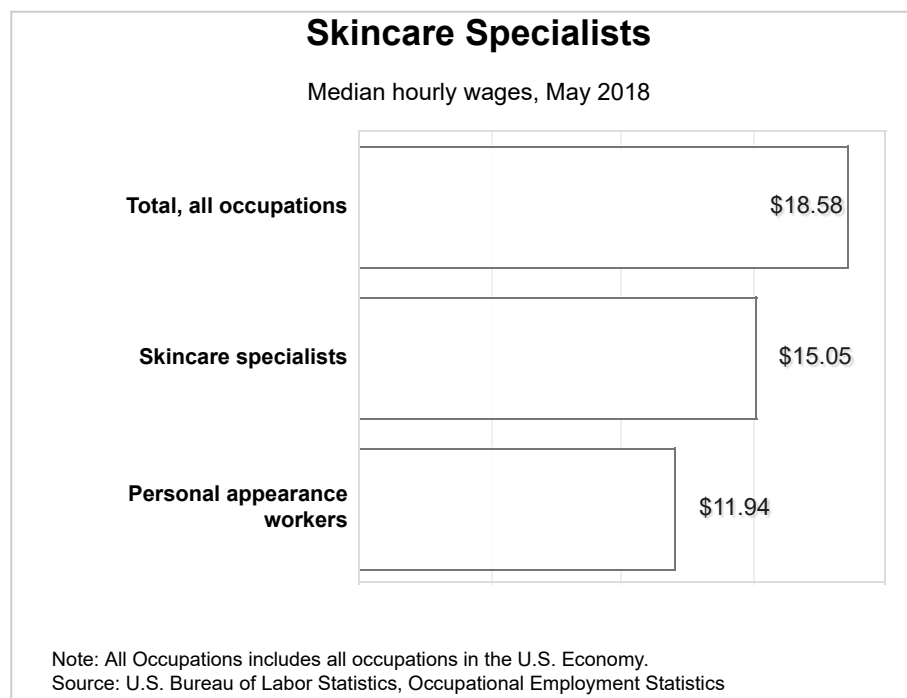 Skincare Specialists
Median hourly wages, May 2018
Total, all occupations
$18.58
Skincare specialists
$15.05
Personal appearance
workers
$11.94
Note: All Occupations includes all occupations in the U.S. Economy.
Source: U.S. Bureau of Labor Statistics, Occupational Employment Statistics